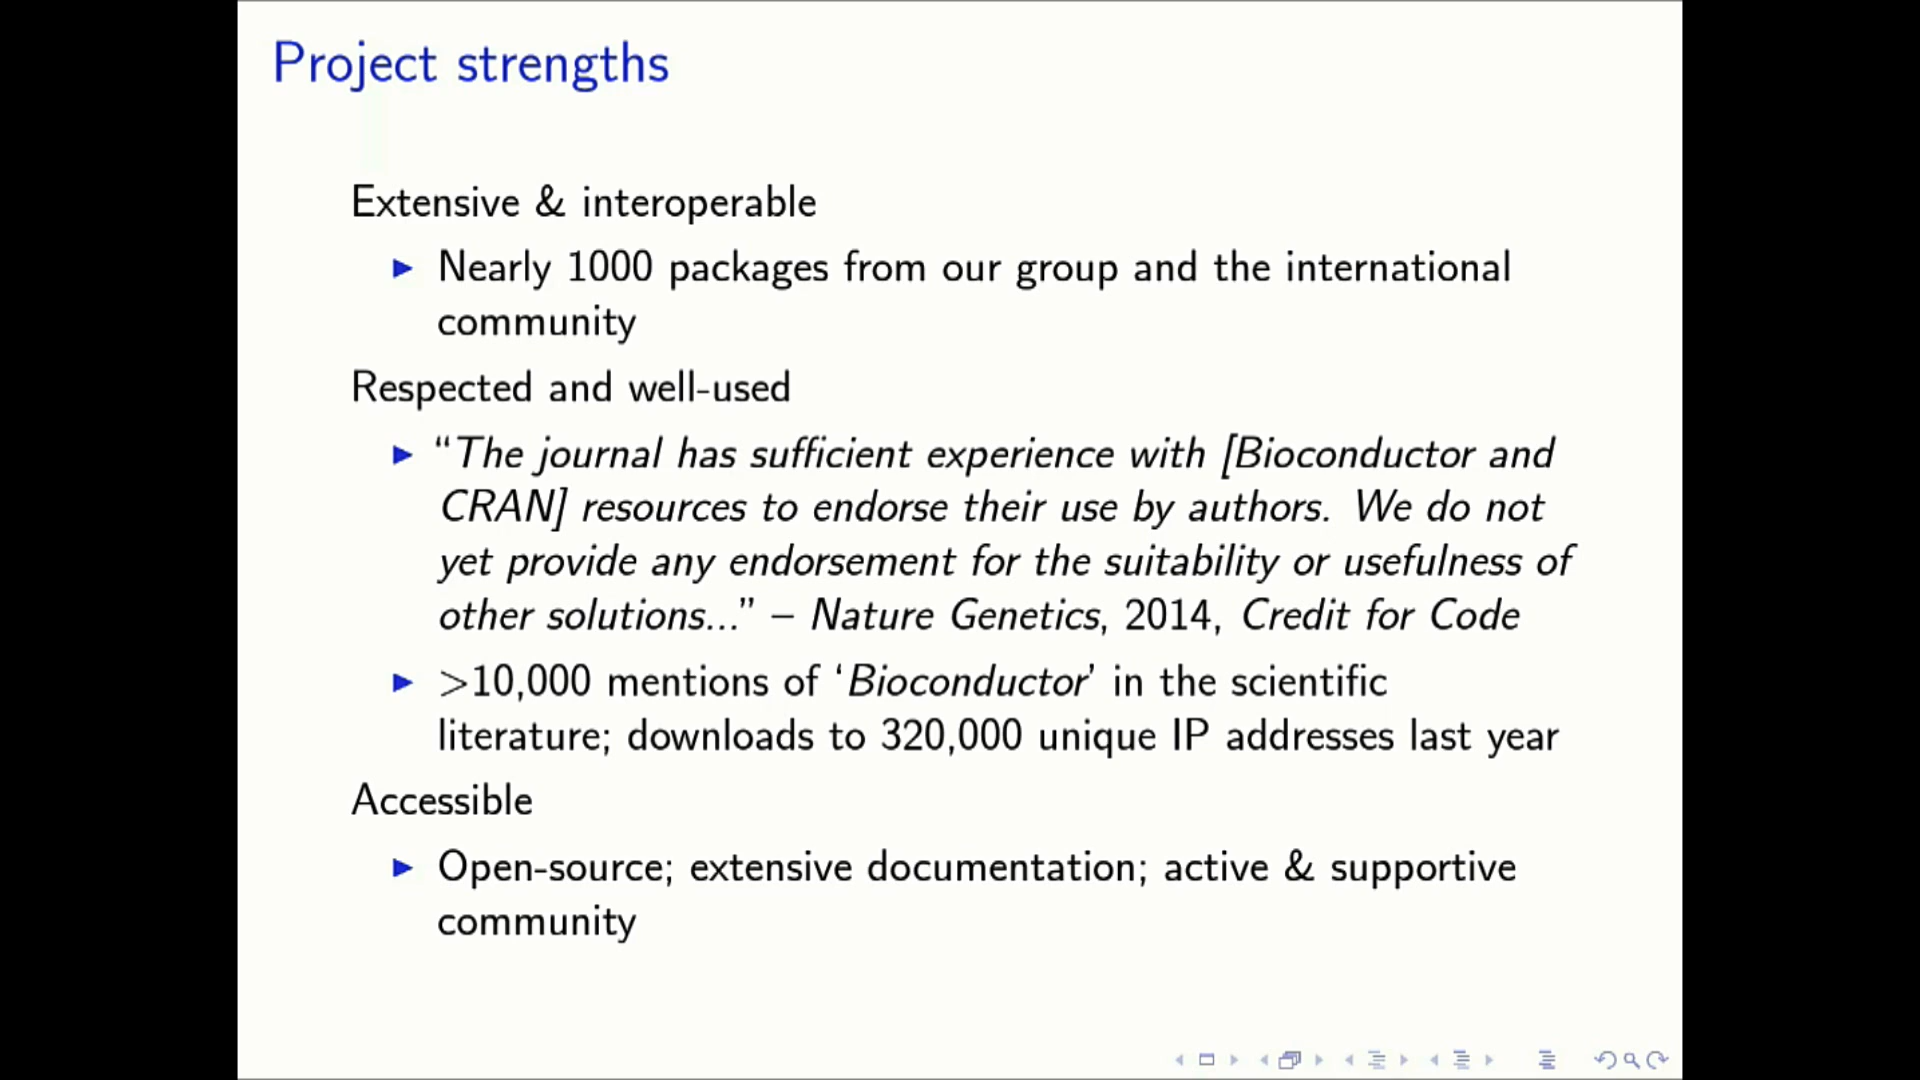 Project strengths
Extensive & interoperable
Nearly 1000 packages from our group and the international
community
Respected and well-used
“The journal has sufficient experience with [Bioconductor and
CRAN] resources to endorse their use by authors. We do not
yet provide any endorsement for the suitability or usefulness of
other solutions...” – Nature Genetics, 2014, Credit for Code
>10,000 mentions of ‘Bioconductor’ in the scientific
literature; downloads to 320,000 unique IP addresses last year
Accessible
Open-source; extensive documentation; active & supportive
community